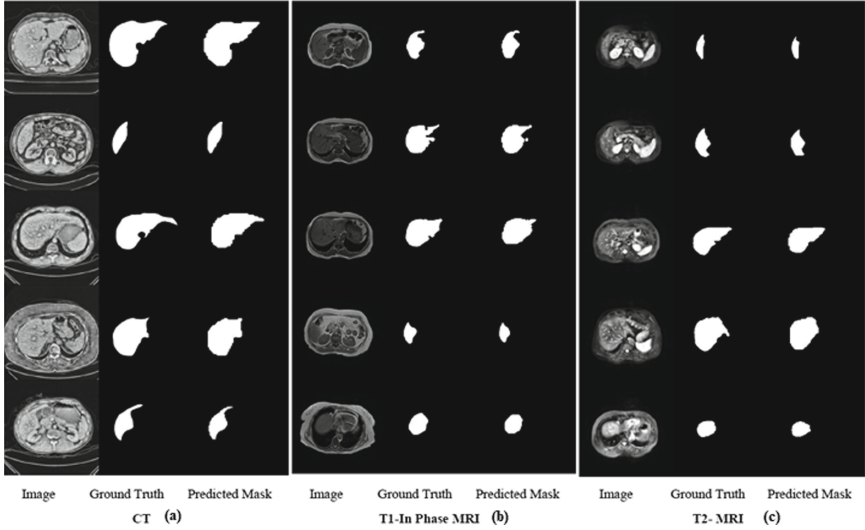 Image Ground Truth Predicted Mask Image Ground Truth Predicted Mask Image Ground Truth Predicted Mask
CT (a) T1-In Phase MRI (b) T2- MRI (c)